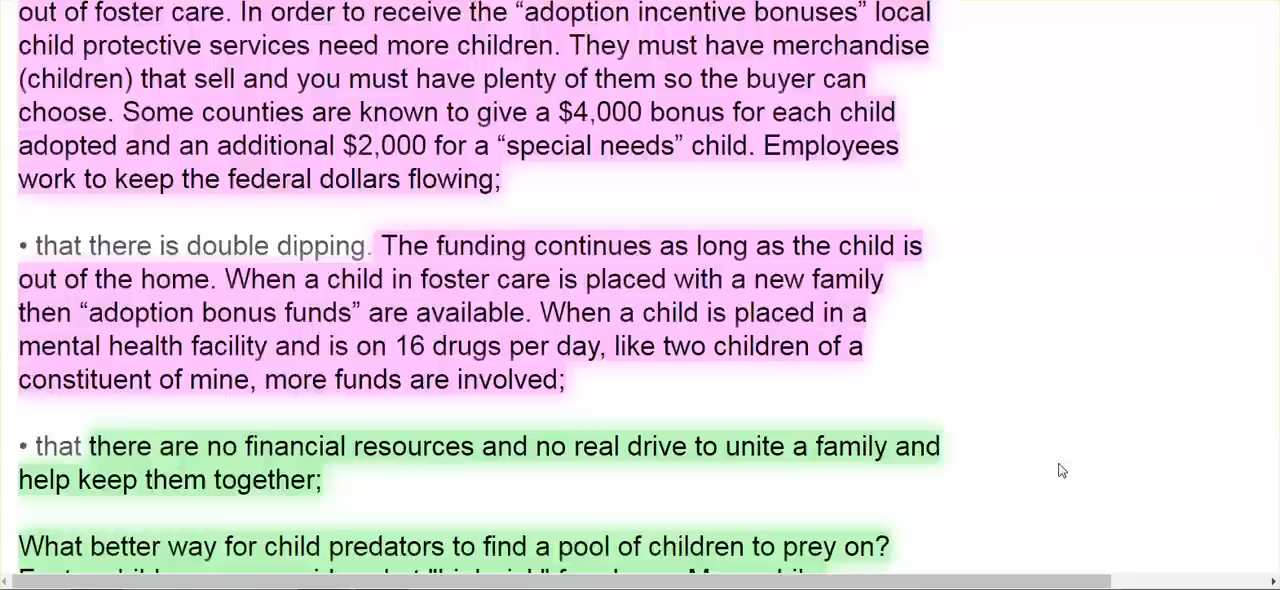 out of foster care. In order to receive the “adoption incentive bonuses” local
child protective services need more children. They must have merchandise
(children) that sell and you must have plenty of them so the buyer can
choose. Some counties are known to give a $4,000 bonus for each child
adopted and an additional $2,000 for a “special needs” child. Employees
work to keep the federal dollars flowing;
• that there is double dipping. The funding continues as long as the child is
out of the home. When a child in foster care is placed with a new family
then “adoption bonus funds” are available. When a child is placed in a
mental health facility and is on 16 drugs per day, like two children of a
constituent of mine, more funds are involved;
• that there are no financial resources and no real drive to unite a family and
help keep them together;
What better way for child predators to find a pool of children to prey on?